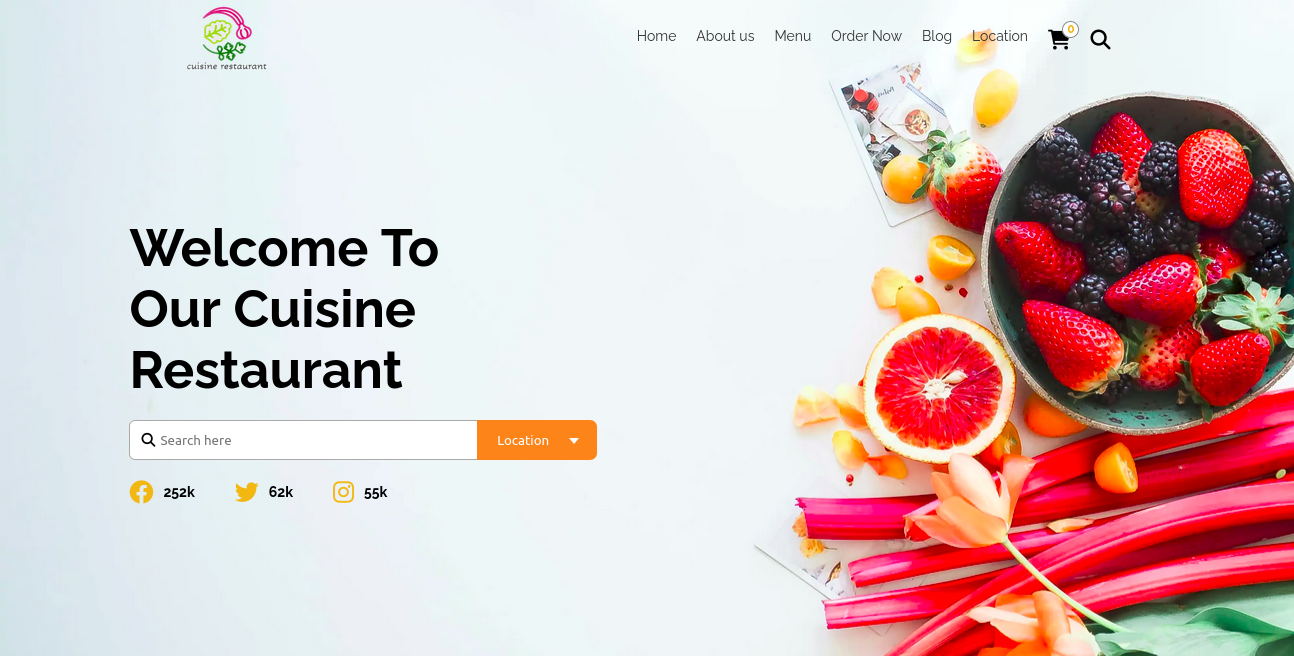 cuisine restaurant
Home About us Menu Order Now Blog Location 0
Welcome To
Our Cuisine
Restaurant
Search here Location
252k 62k 55k